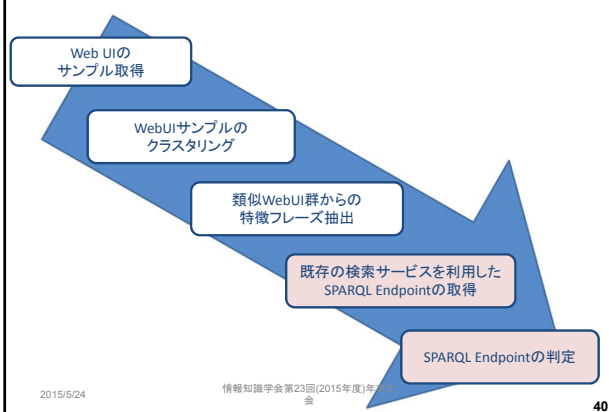 Web UIの
サンプル取得
WebUIサンプルの
クラスタリング
類似WebUI群からの
特徴フレーズ抽出
既存の検索サービスを利用した
SPARQL Endpointの取得
SPARQL Endpointの判定
2015/5/24
情報知識学会第23回(2015年度)年
会
40